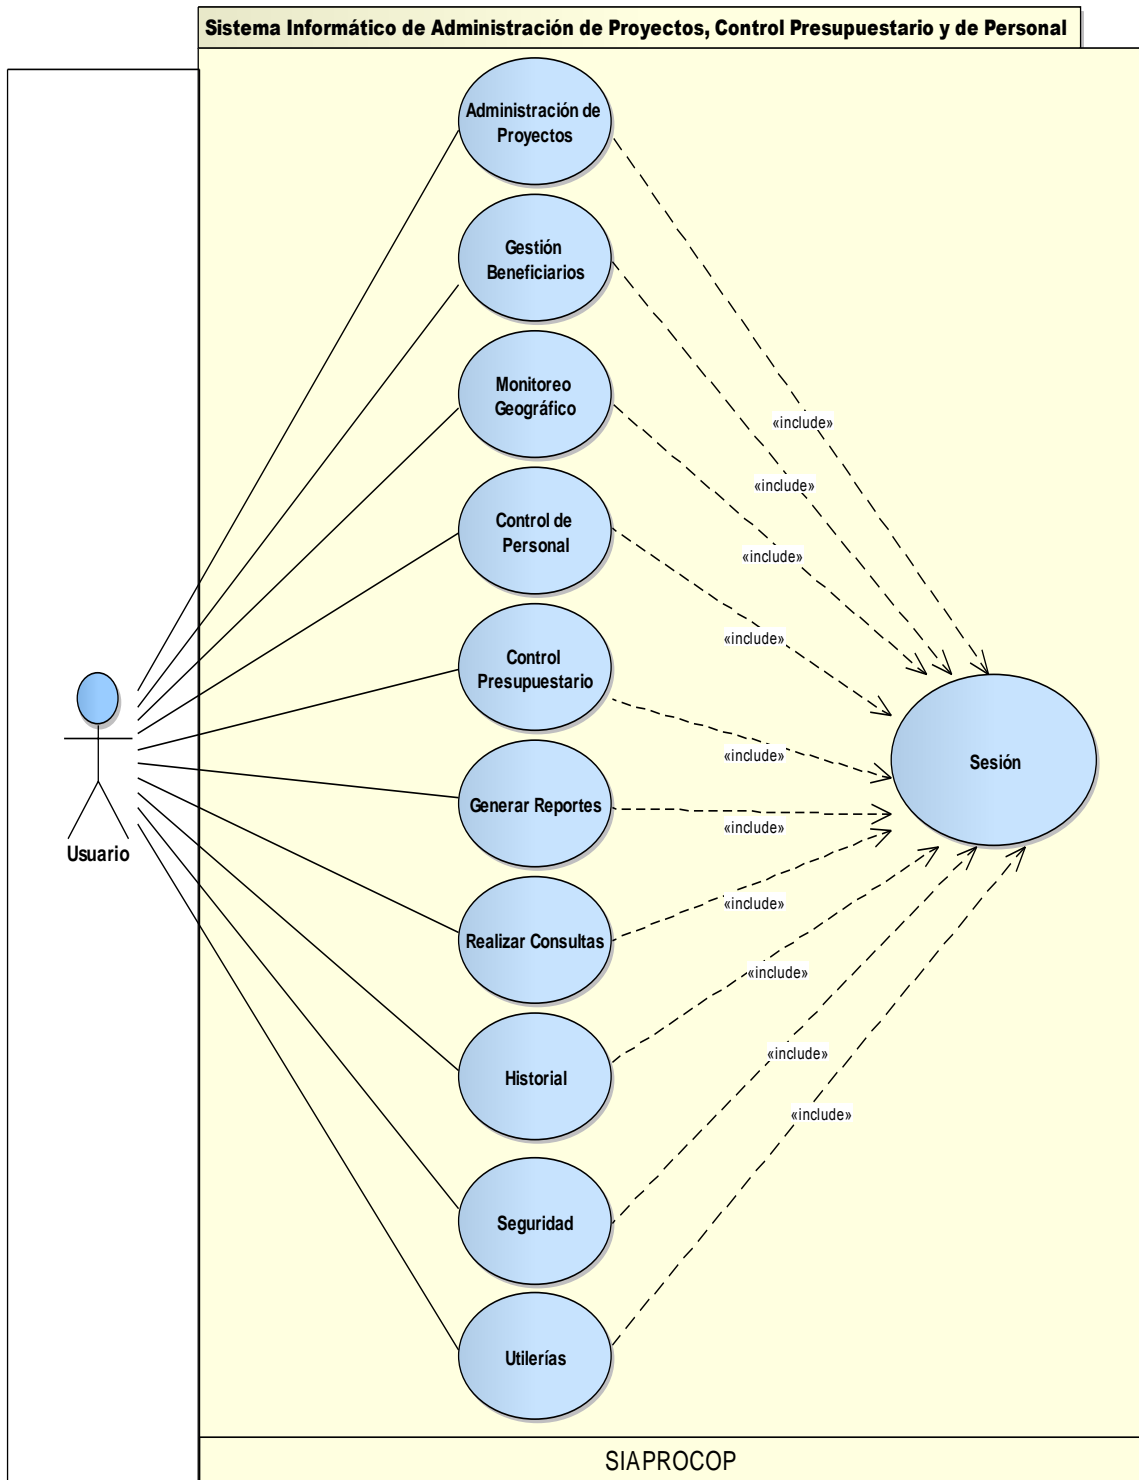 Sistema Informático de Administración de Proyectos, Control Presupuestario y de Personal
Administración de
Proyectos
Gestión
Beneficiarios
Monitoreo
Geográfico
«include»
«include»
Control de
Personal
«include»
«include»
Control
Presupuestario
«include»
Sesión
Generar Reportes
«include»
Usuario
«include»
Realizar Consultas
«include»
Historial
«include»
«include»
Seguridad
Utilerías
SIAPROCOP